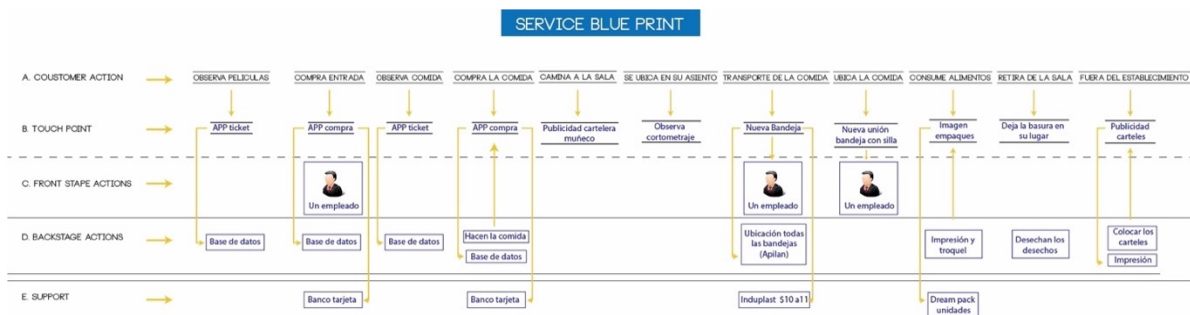 SERVICE BLUE PRINT
A. COUSTOMER ACTION
OBSERVA PELICULAS
COMPRA ENTRADA
OBSERVA COMIDA
COMPRA LA COMIDA
CAMINA A LA SALA
SE UBICA EN SU ASIENTO
TRANSPORTE DE LA COMIDA
UBICA LA COMIDA
CONSUME ALIMENTOS
RETIRA DE LA SALA
FUERA DEL ESTABLECIMIENTO
B. TOUCH POINT
APP ticket
APP compra
APP ticket
APP compra
Publicidad cartelera
muñeco
Observa
cortometraje
Nueva Bandeja
Nueva unión
bandeja con silla
Imagen
empaques
Deja la basura en
su lugar
Publicidad
carteles
C. FRONT STAPE ACTIONS
Un empleado
Un empleado
Un empleado
D. BACKSTAGE ACTIONS
Base de datos
Base de datos
Base de datos
Hacen la comida
Base de datos
Ubicación todas
las bandejas
(Apilan)
Impresión y
troquel
Desechan los
desechos
Colocar los
carteles
Impresión
E. SUPPORT
Banco tarjeta
Banco tarjeta
Induplast $10 a11
Dream pack
unidades